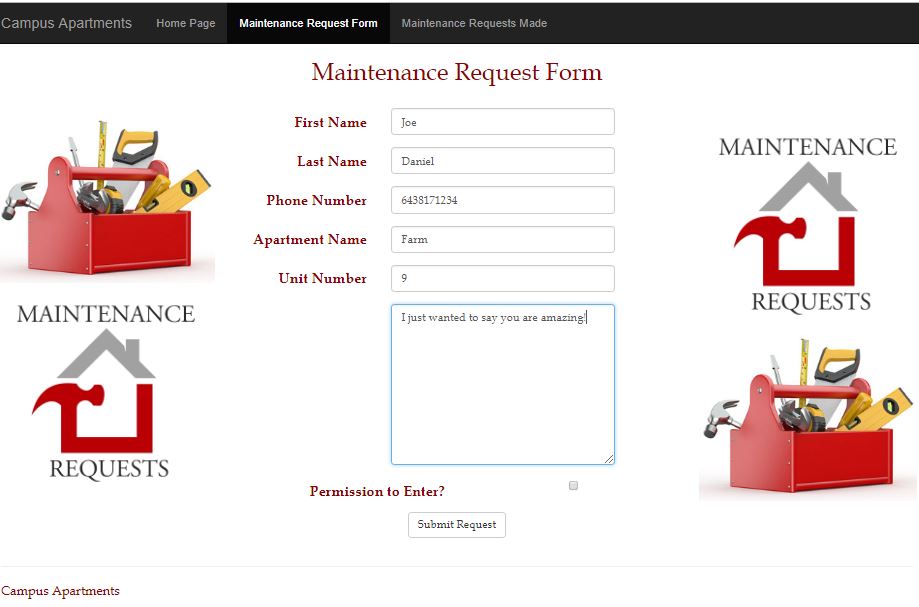 Campus Apartments Home Page Maintenance Request Form Maintenance Requests Made
Maintenance Request Form
First Name Joe
Last Name Daniel
Phone Number 6438171234
Apartment Name Farm
Unit Number 9
I just wanted to say you are amazing!
Permission to Enter?
Submit Request
MAINTENANCE
REQUESTS
MAINTENANCE
REQUESTS
Campus Apartments